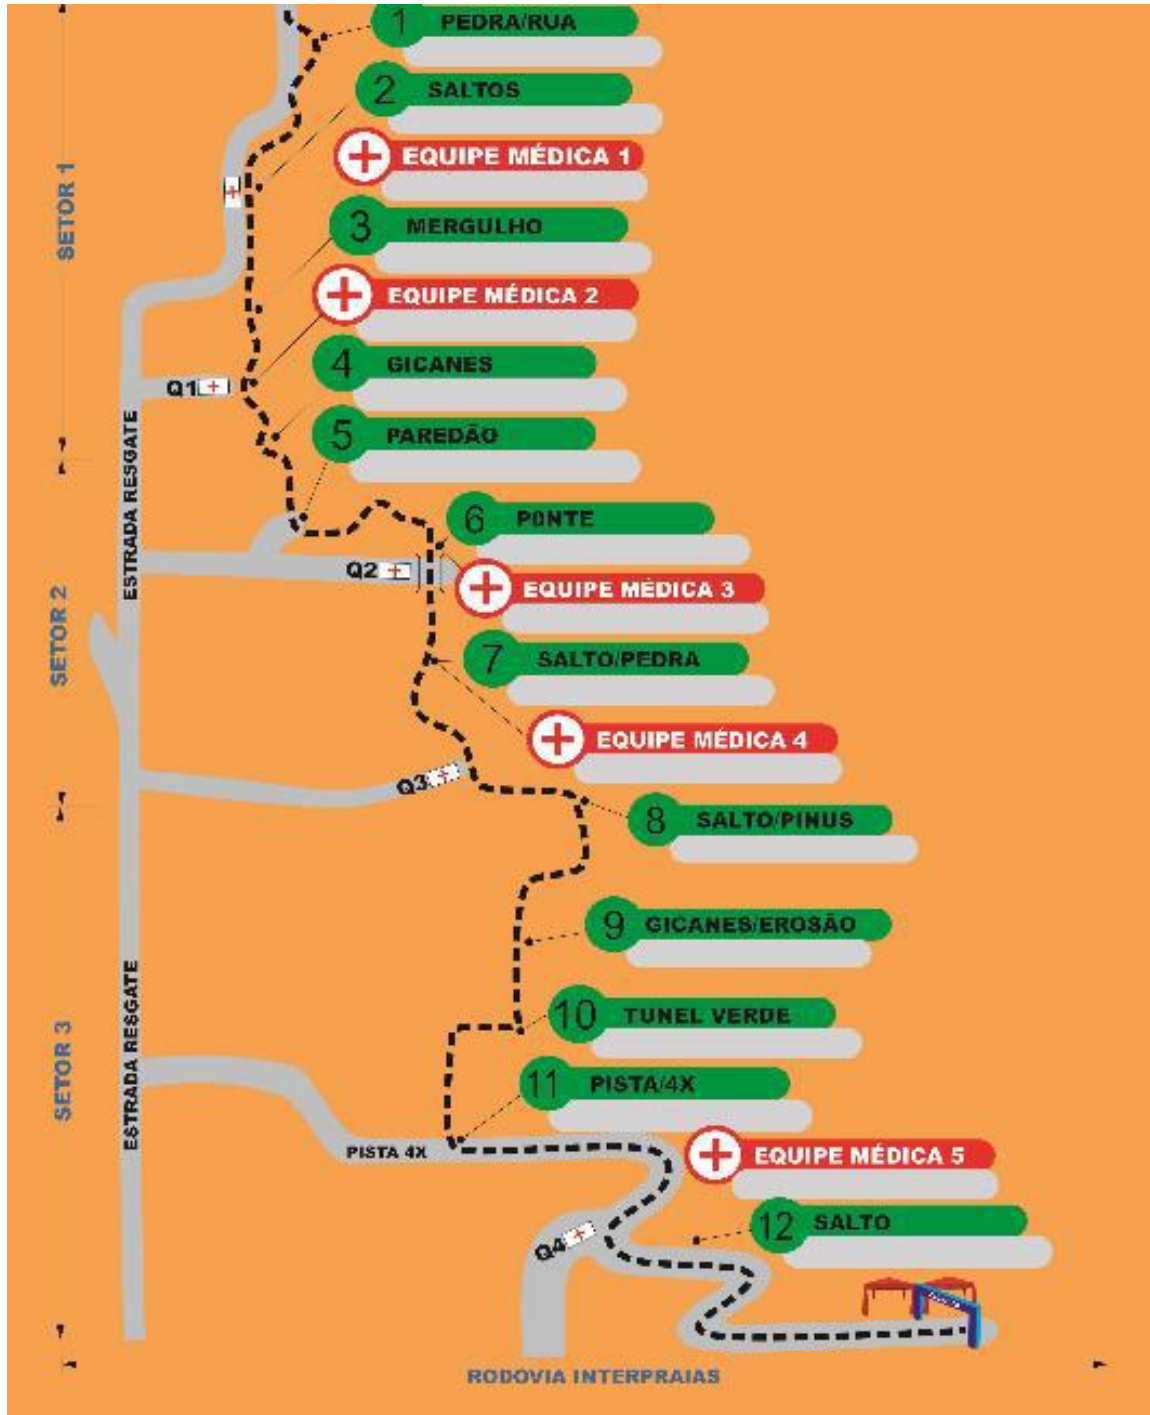 1 PEDRA/RUA
2 SALTOS
EQUIPE MÉDICA 1
SETOR 1
3 MERGULHO
EQUIPE MÉDICA 2
4 GICANES
Q1
5 PAREDÃO
ESTRADA RESGATE
6 P0NTE
Q2
EQUIPE MÉDICA 3
SETOR 2
7 SALTO/PEDRA
EQUIPE MÉDICA 4
Q3
8 SALTO/PINUS
9 GICANES/EROSÃO
10 TUNEL VERDE
SETOR 3
ESTRADA RESGATE
11 PISTA/4X
PISTA 4X
EQUIPE MÉDICA 5
12 SALTO
Q4
RODOVIA INTERPRAIAS